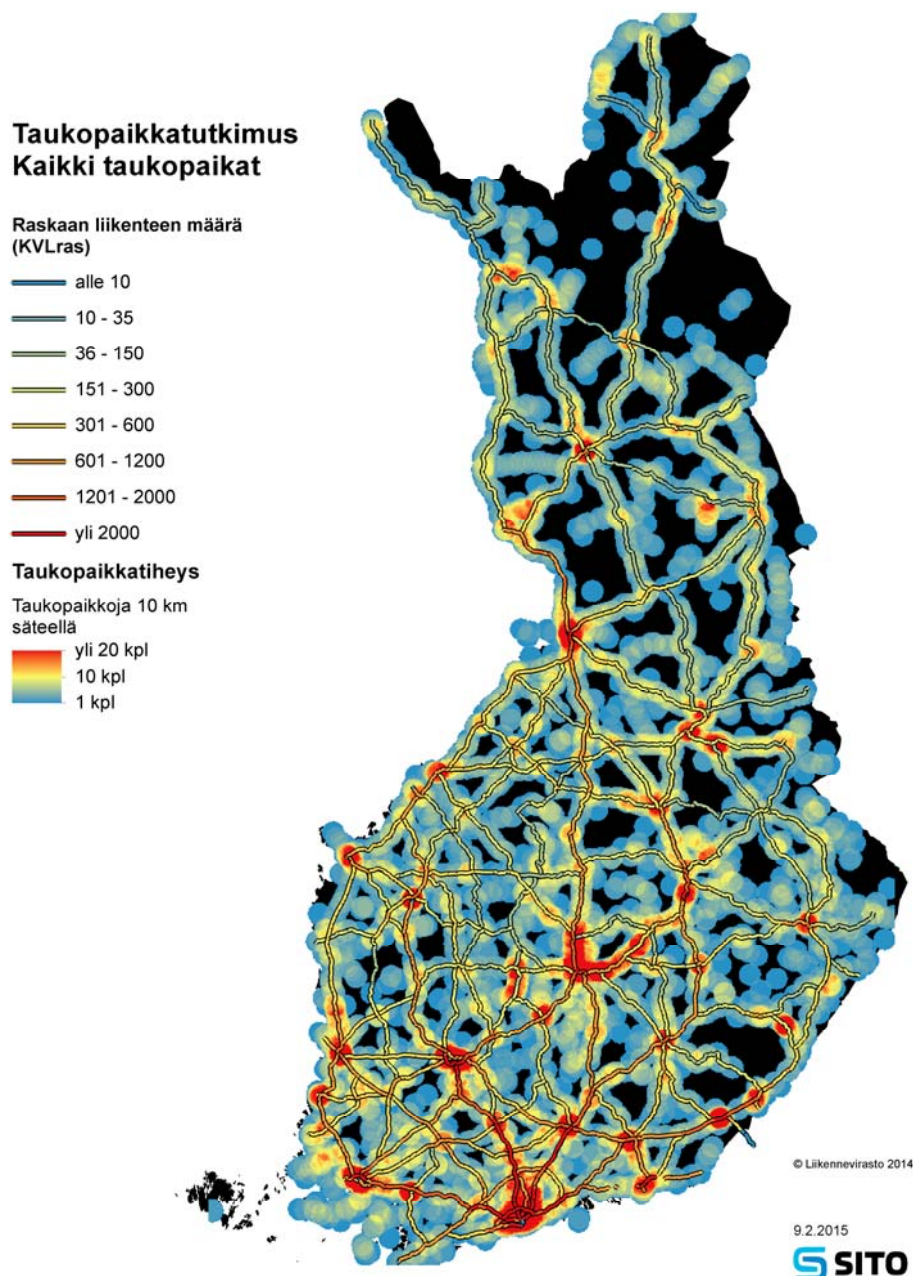 Taukopaikkatutkimus
Kaikki taukopaikat
Raskaan liikenteen määrä
(KVLras)
alle 10
10 - 35
36 - 150
151 - 300
301 - 600
601 - 1200
1201 - 2000
yli 2000
Taukopaikkatiheys
Taukopaikkoja 10 km
säteellä
yli 20 kpl
10 kpl
1 kpl
© Liikennevirasto 2014
9.2.2015
SITO